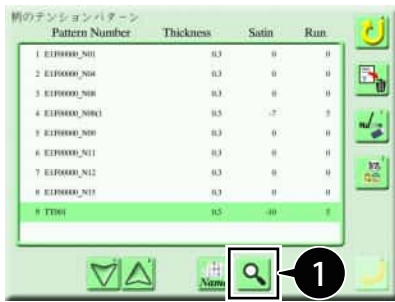 柄のテンションパターン
Pattern Number Thickness Satin Run
1 E1F00000_N01 0.3 0 0
2 E1F00000_N04 0.3 0 0
3 E1F00000_N08 0.3 0 0
4 0.5 -7 5
5 E1F00000_N09 0.3 0 0
6 E1F00000_N11 0.3 0 0
7 E1F00000_N12 0.3 0 0
8 E1F00000_N15 0.3 0 0
9 TT001 0.5 -10 5
Name
1